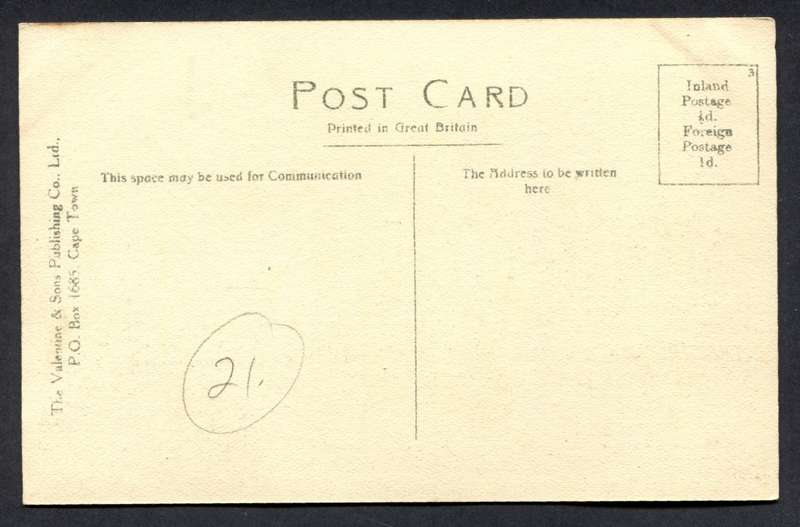 POST CARD
Printed in Great Britain
This space may be used for Communication
The Address to be written
here
3
Inland
Postage
½d.
Foreign
Postage
1d.
The Valentine & Sons Publishing Co., Ltd.,
P.O. Box 1685, Cape Town
21.